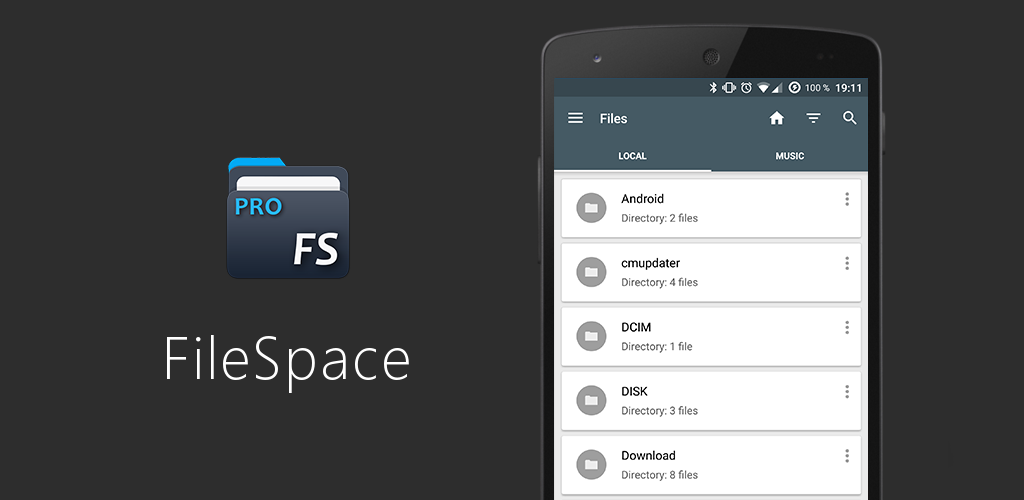 PRO
FS
FileSpace
100 % 19:11
Files
LOCAL MUSIC
Android
Directory: 2 files
cmupdater
Directory: 4 files
DCIM
Directory: 1 file
DISK
Directory: 3 files
Download
Directory: 8 files